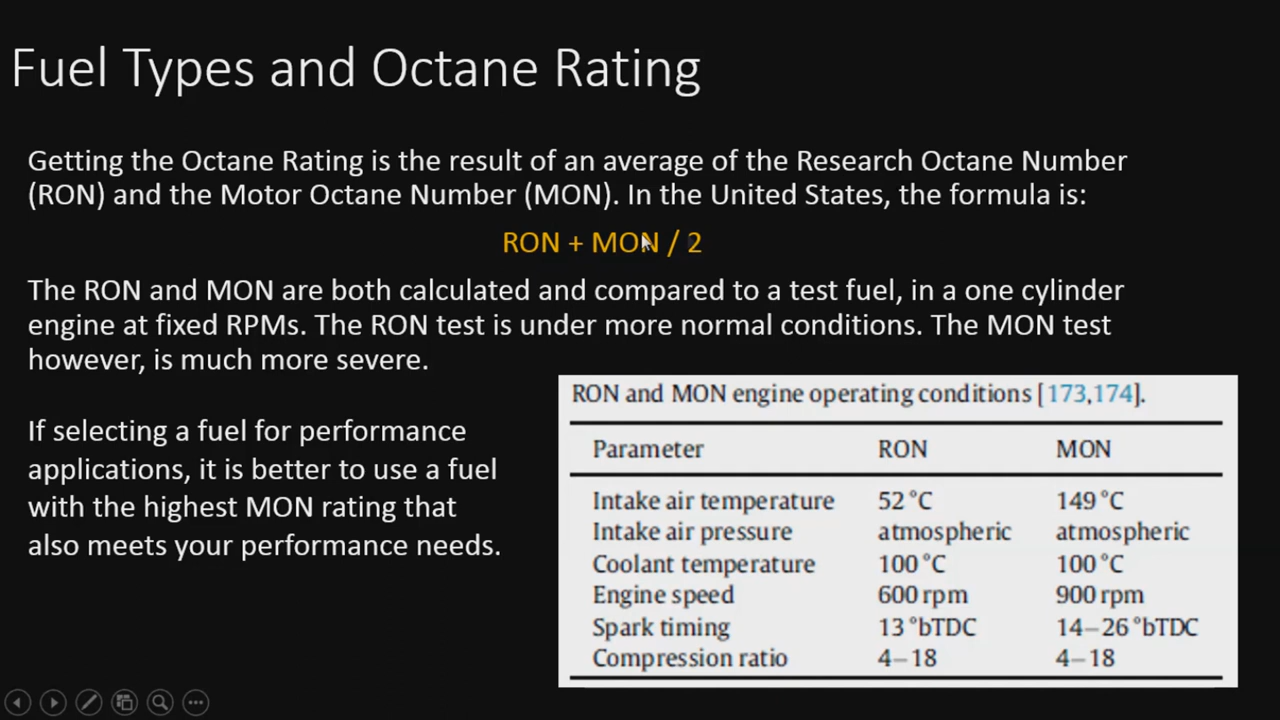 Fuel Types and Octane Rating
Getting the Octane Rating is the result of an average of the Research Octane Number
(RON) and the Motor Octane Number (MON). In the United States, the formula is:
RON + MON / 2
The RON and MON are both calculated and compared to a test fuel, in a one cylinder
engine at fixed RPMs. The RON test is under more normal conditions. The MON test
however, is much more severe.
If selecting a fuel for performance
applications, it is better to use a fuel
with the highest MON rating that
also meets your performance needs.
RON and MON engine operating conditions [173,174].
Parameter RON MON
Intake air temperature 52 °C 149 °C
Intake air pressure atmospheric atmospheric
Coolant temperature 100 °C 100 °C
Engine speed 600 rpm 900 rpm
Spark timing 13 °bTDC 14–26 °bTDC
Compression ratio 4–18 4–18